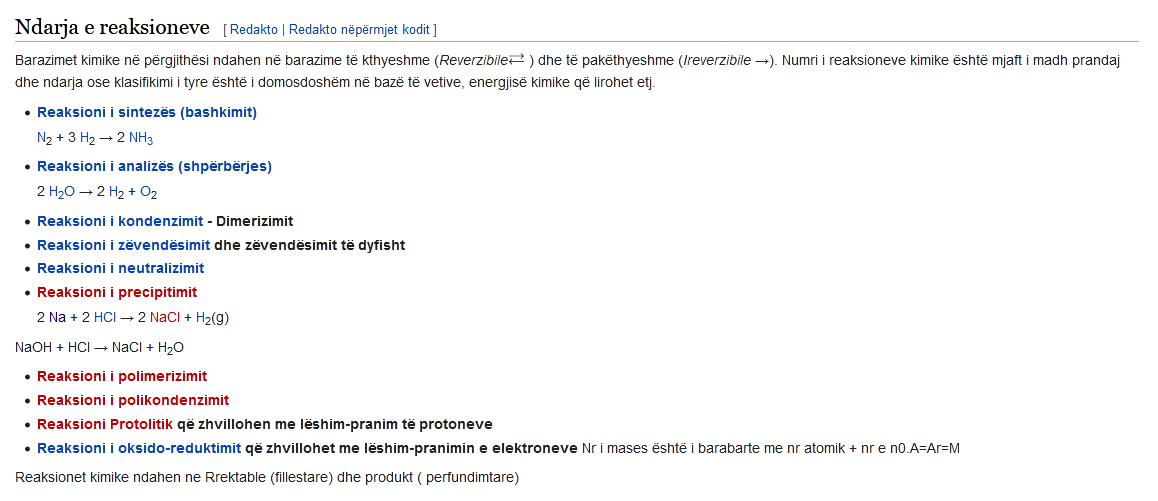 Ndarja e reaksioneve [ Redakto | Redakto nëpërmjet kodit ]
Barazimet kimike në përgjithësi ndahen në barazime të kthyeshme (Reverzibile⇄ ) dhe të pakëthyeshme (Ireverzibile →). Numri i reaksioneve kimike është mjaft i madh prandaj
dhe ndarja ose klasifikimi i tyre është i domosdoshëm në bazë të vetive, energjisë kimike që lirohet etj.
• Reaksioni i sintezës (bashkimit)
N₂ + 3 H₂ → 2 NH₃
• Reaksioni i analizës (shpërbërjes)
2 H₂O → 2 H₂ + O₂
• Reaksioni i kondenzimit - Dimerizimit
• Reaksioni i zëvendësimit dhe zëvendësimit të dyfisht
• Reaksioni i neutralizimit
• Reaksioni i precipitimit
2 Na + 2 HCl → 2 NaCl + H₂(g)
NaOH + HCl → NaCl + H₂O
• Reaksioni i polimerizimit
• Reaksioni i polikondenzimit
• Reaksioni Protolitik që zhvillohen me lëshim-pranim të protoneve
• Reaksioni i oksido-reduktimit që zhvillohet me lëshim-pranimin e elektroneve Nr i mases është i barabarte me nr atomik + nr e n0.A=Ar=M
Reaksionet kimike ndahen ne Rrektable (fillestare) dhe produkt ( perfundimtare)